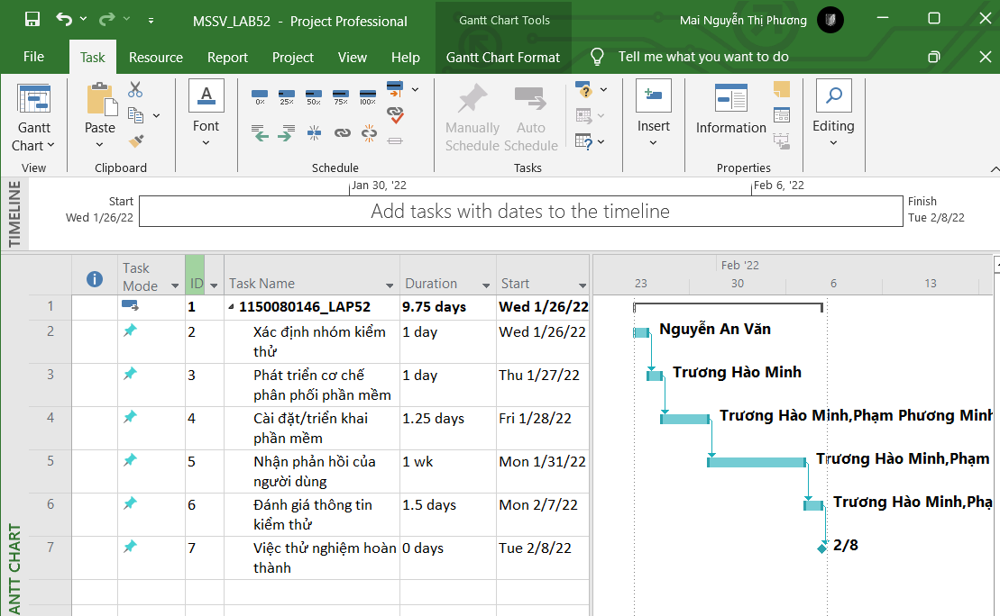 MSSV_LAB52 - Project Professional
Gantt Chart Tools
Mai Nguyễn Thị Phương
File Task Resource Report Project View Help Gantt Chart Format Tell me what you want to do
Gantt
Chart
View
Paste
Clipboard
Font
0% 25% 50% 75% 100%
Schedule
Manually
Schedule
Auto
Schedule
Tasks
Insert
Information
Properties
Editing
TIMELINE
Jan 30, '22 Feb 6, '22
Start
Wed 1/26/22
Add tasks with dates to the timeline
Finish
Tue 2/8/22
Task
Mode
ID Task Name Duration Start
Feb '22
23 30 6 13
1 1 1150080146_LAP52 9.75 days Wed 1/26/22
2 2 Xác định nhóm kiểm 1 day Wed 1/26/22 Nguyễn An Văn
thử
3 3 Phát triển cơ chế 1 day Thu 1/27/22 Trương Hào Minh
phân phối phần mềm
4 4 Cài đặt/triển khai 1.25 days Fri 1/28/22 Trương Hào Minh,Phạm Phương Minh
phần mềm
5 5 Nhận phản hồi của 1 wk Mon 1/31/22 Trương Hào Minh,Phạm
người dùng
6 6 Đánh giá thông tin 1.5 days Mon 2/7/22 Trương Hào Minh,Phạ
kiểm thử
7 7 Việc thử nghiệm hoàn 0 days Tue 2/8/22 2/8
thành
ANTT CHART